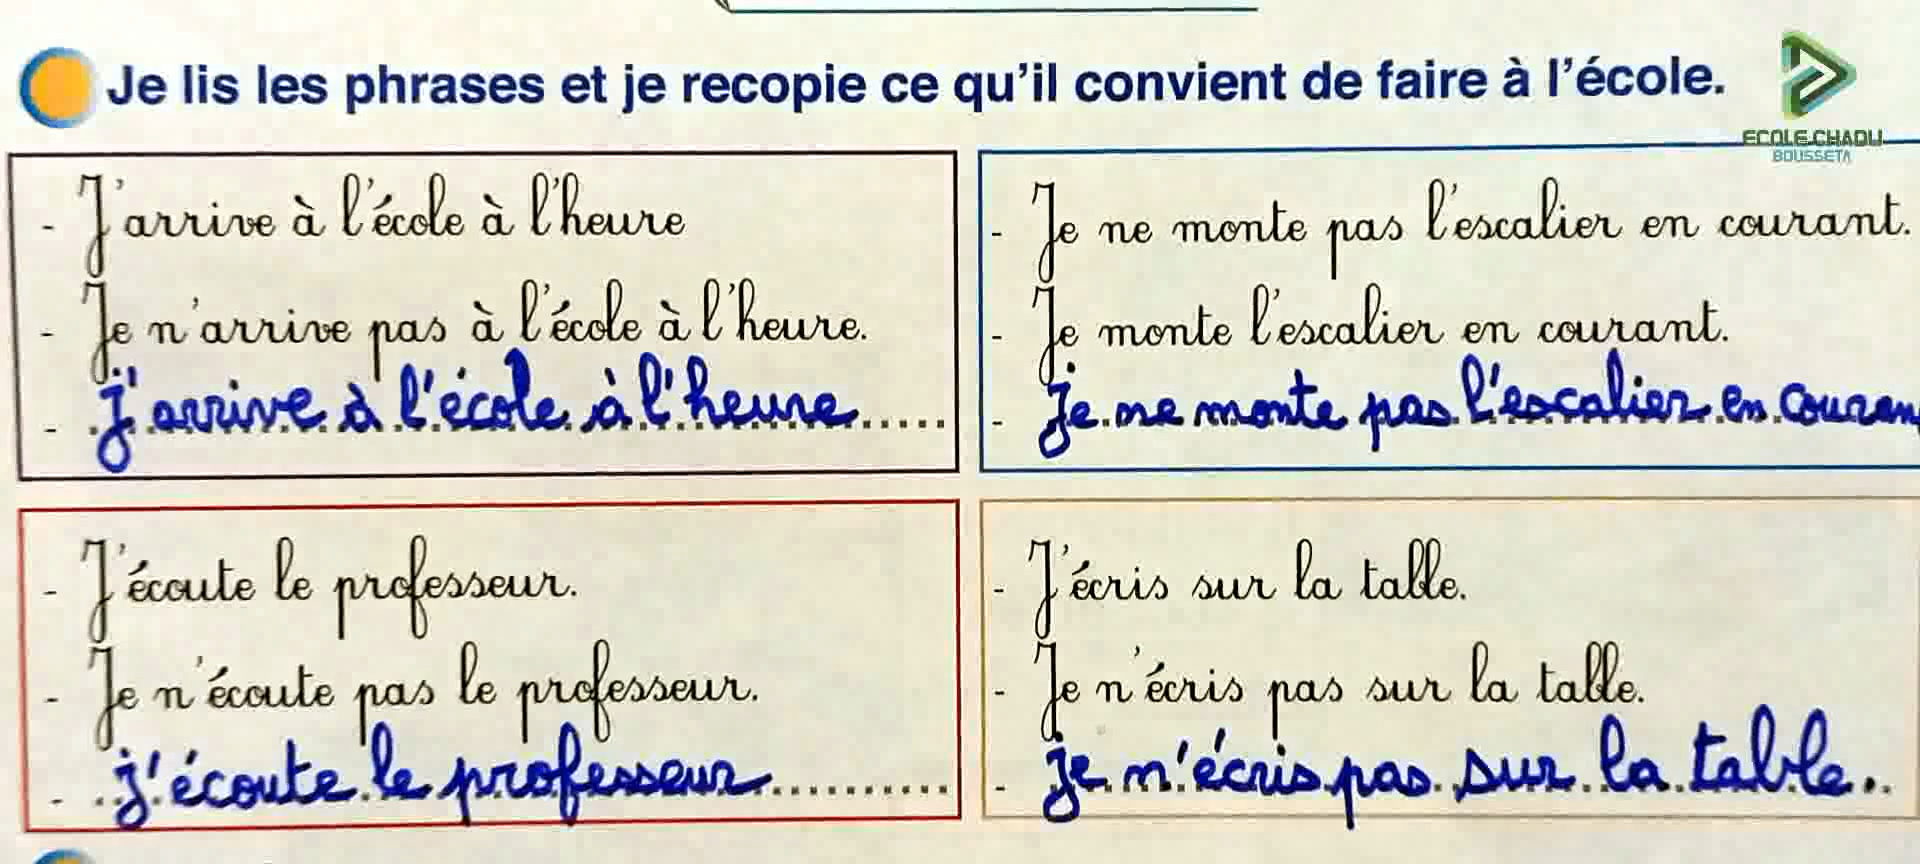 Je lis les phrases et je recopie ce qu'il convient de faire à l'école.
ECOLE.CHADLI
BOUSSETA
- J'arrive à l'école à l'heure
- Je n'arrive pas à l'école à l'heure.
- j'arrive à l'école à l'heure
- Je ne monte pas l'escalier en courant.
- Je monte l'escalier en courant.
- je ne monte pas l'escalier en couran
- J'écoute le professeur.
- Je n'écoute pas le professeur.
- j'écoute le professeur
- J'écris sur la table.
- Je n'écris pas sur la table.
- je n'écris pas sur la table.